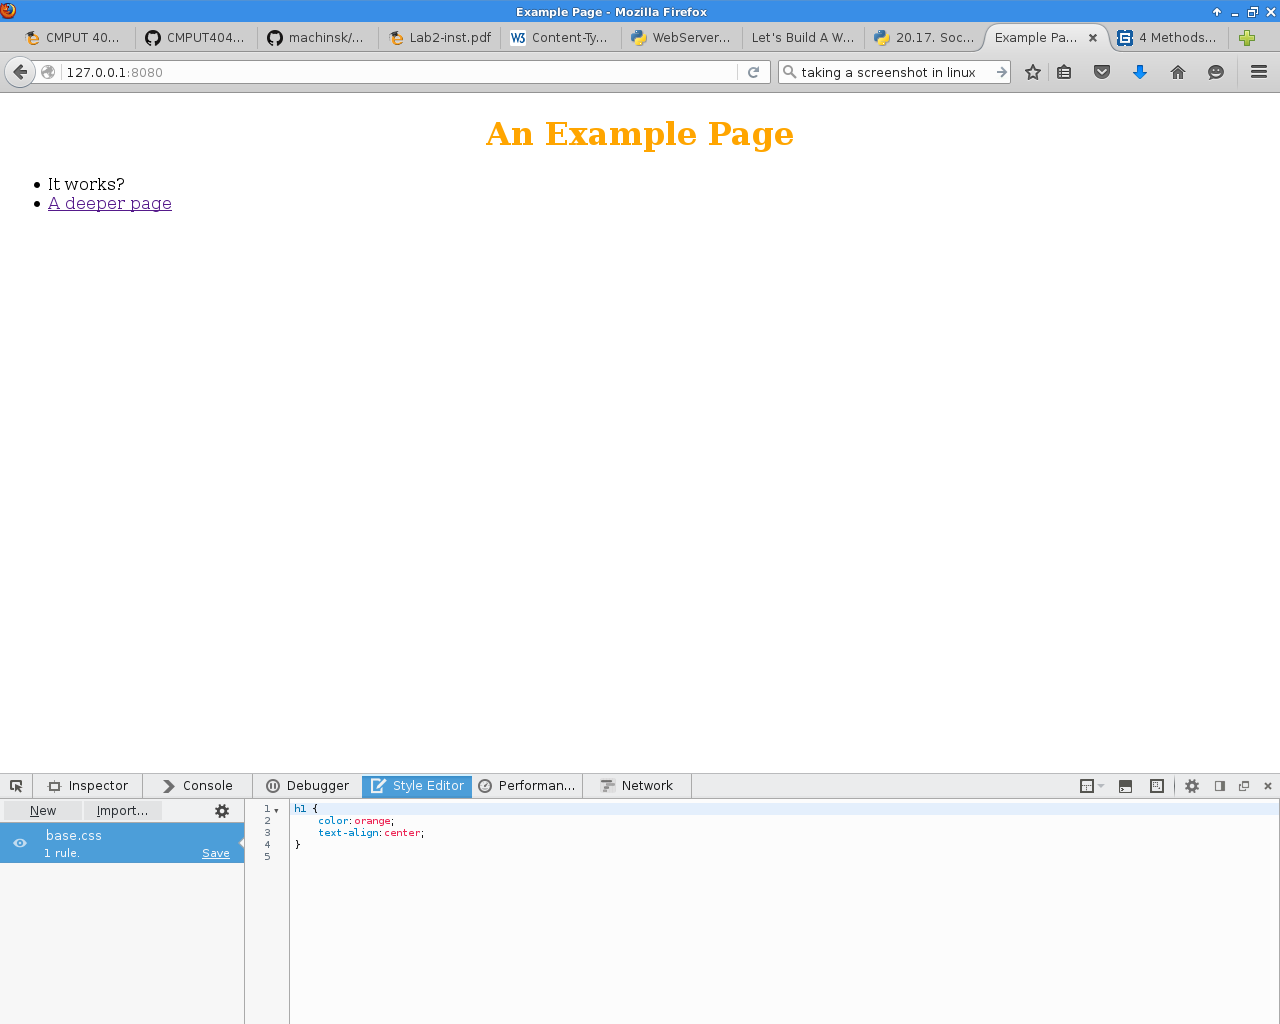 Example Page - Mozilla Firefox
CMPUT 40... CMPUT404... machinsk/... Lab2-inst.pdf Content-Ty... WebServer... Let's Build A W... 20.17. Soc... Example Pa... 4 Methods...
127.0.0.1:8080 taking a screenshot in linux
An Example Page
It works?
A deeper page
Inspector Console Debugger Style Editor Performan... Network
New Import...
base.css
1 rule. Save
1 h1 {
2 color:orange;
3 text-align:center;
4 }
5